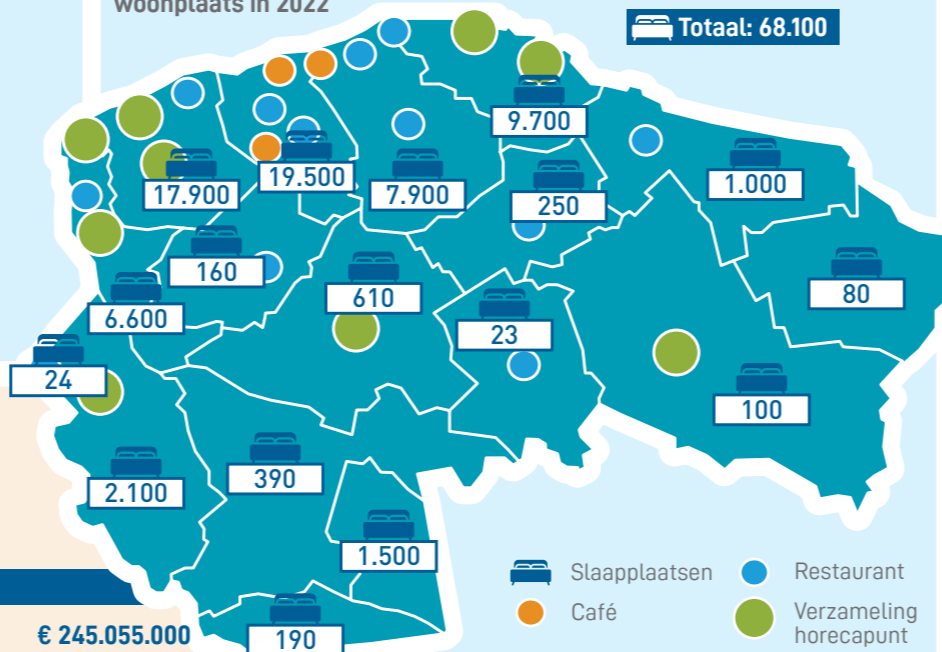 woonplaats in 2022
Totaal: 68.100
9.700
17.900
19.500
7.900
250
1.000
160
610
80
6.600
23
24
100
2.100
390
1.500
Slaapplaatsen
Restaurant
Café
Verzameling
horecapunt
€ 245.055.000
190